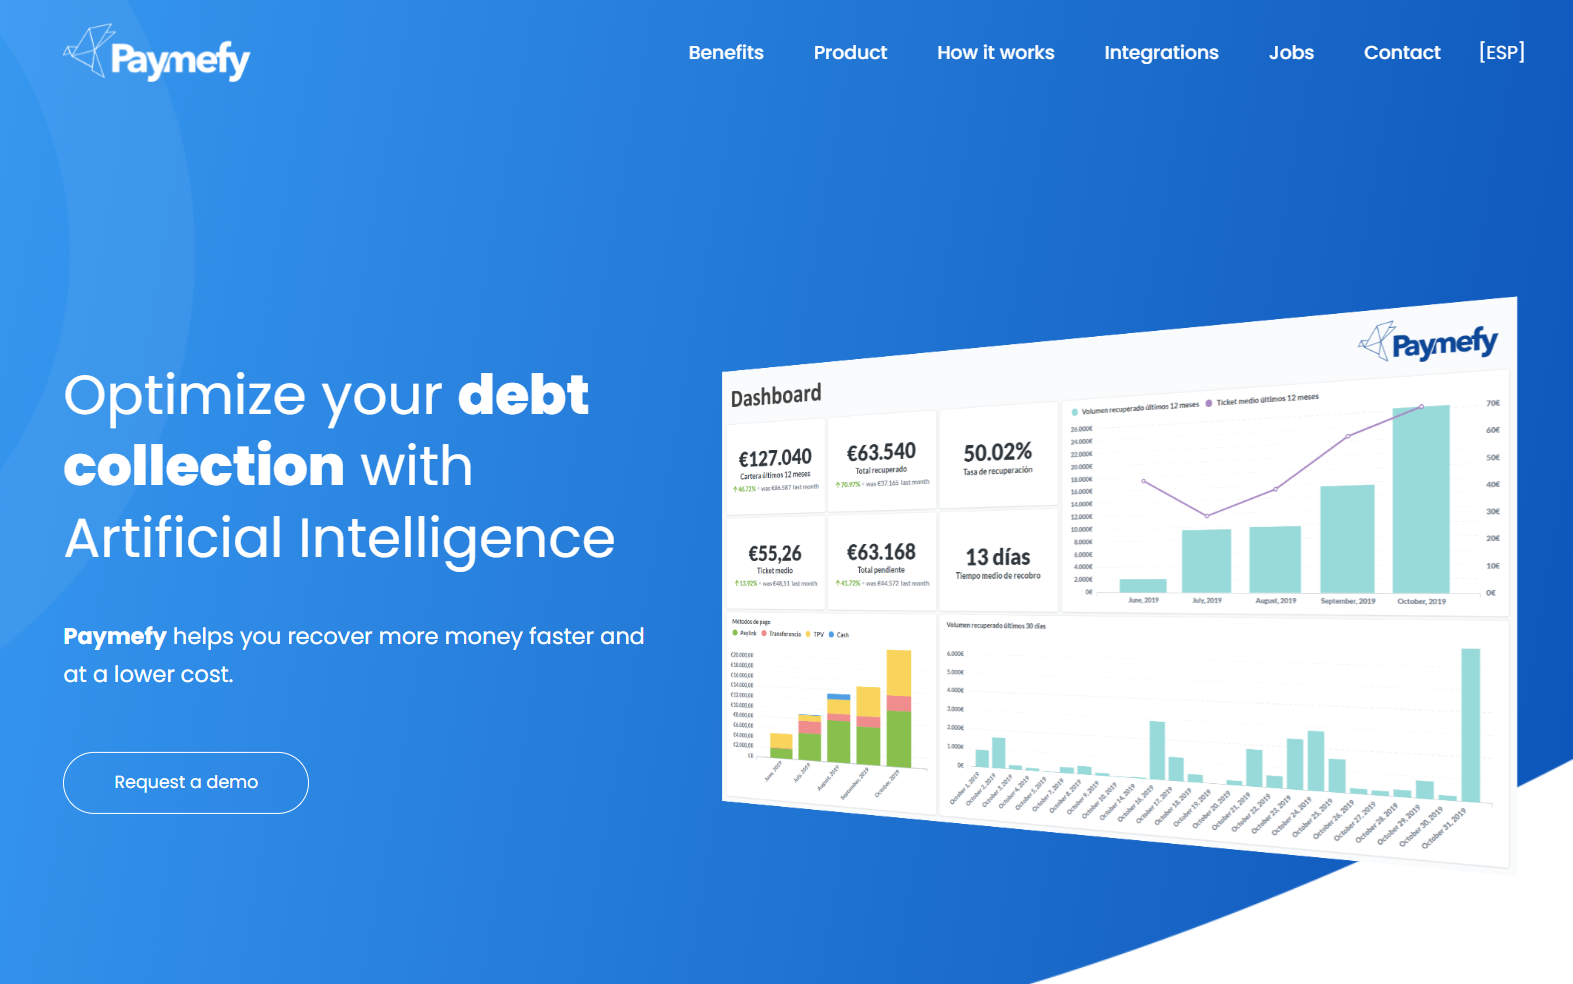 Paymefy
Benefits
Product
How it works
Integrations
Jobs
Contact
[ESP]
Optimize your debt
collection with
Artificial Intelligence
Paymefy helps you recover more money faster and
at a lower cost.
Request a demo
Paymefy
Dashboard
€127.040
Cartera últimos 12 meses
↑ 46.71% • was €86.587 last month
€63.540
Total recuperado
↑ 70.97% • was €37.165 last month
50.02%
Tasa de recuperación
€55,26
Ticket medio
↑ 13.92% • was €48,51 last month
€63.168
Total pendiente
↑ 41.72% • was €44.572 last month
13 días
Tiempo medio de recobro
Volumen recuperado últimos 12 meses
Ticket medio últimos 12 meses
26.000€
24.000€
22.000€
20.000€
18.000€
16.000€
14.000€
12.000€
10.000€
8.000€
6.000€
4.000€
2.000€
0€
70€
60€
50€
40€
30€
20€
10€
0€
June, 2019
July, 2019
August, 2019
September, 2019
October, 2019
Métodos de pago
Paylink
Transferencia
TPV
Cash
€20.000,00
€18.000,00
€16.000,00
€14.000,00
€12.000,00
€10.000,00
€8.000,00
€6.000,00
€4.000,00
€2.000,00
€0
June, 2019
July, 2019
August, 2019
September, 2019
October, 2019
Volumen recuperado últimos 30 días
6.000€
5.000€
4.000€
3.000€
2.000€
1.000€
0€
October 1, 2019
October 2, 2019
October 3, 2019
October 4, 2019
October 5, 2019
October 7, 2019
October 8, 2019
October 9, 2019
October 10, 2019
October 14, 2019
October 16, 2019
October 17, 2019
October 18, 2019
October 19, 2019
October 20, 2019
October 21, 2019
October 22, 2019
October 23, 2019
October 24, 2019
October 25, 2019
October 26, 2019
October 27, 2019
October 28, 2019
October 29, 2019
October 30, 2019
October 31, 2019